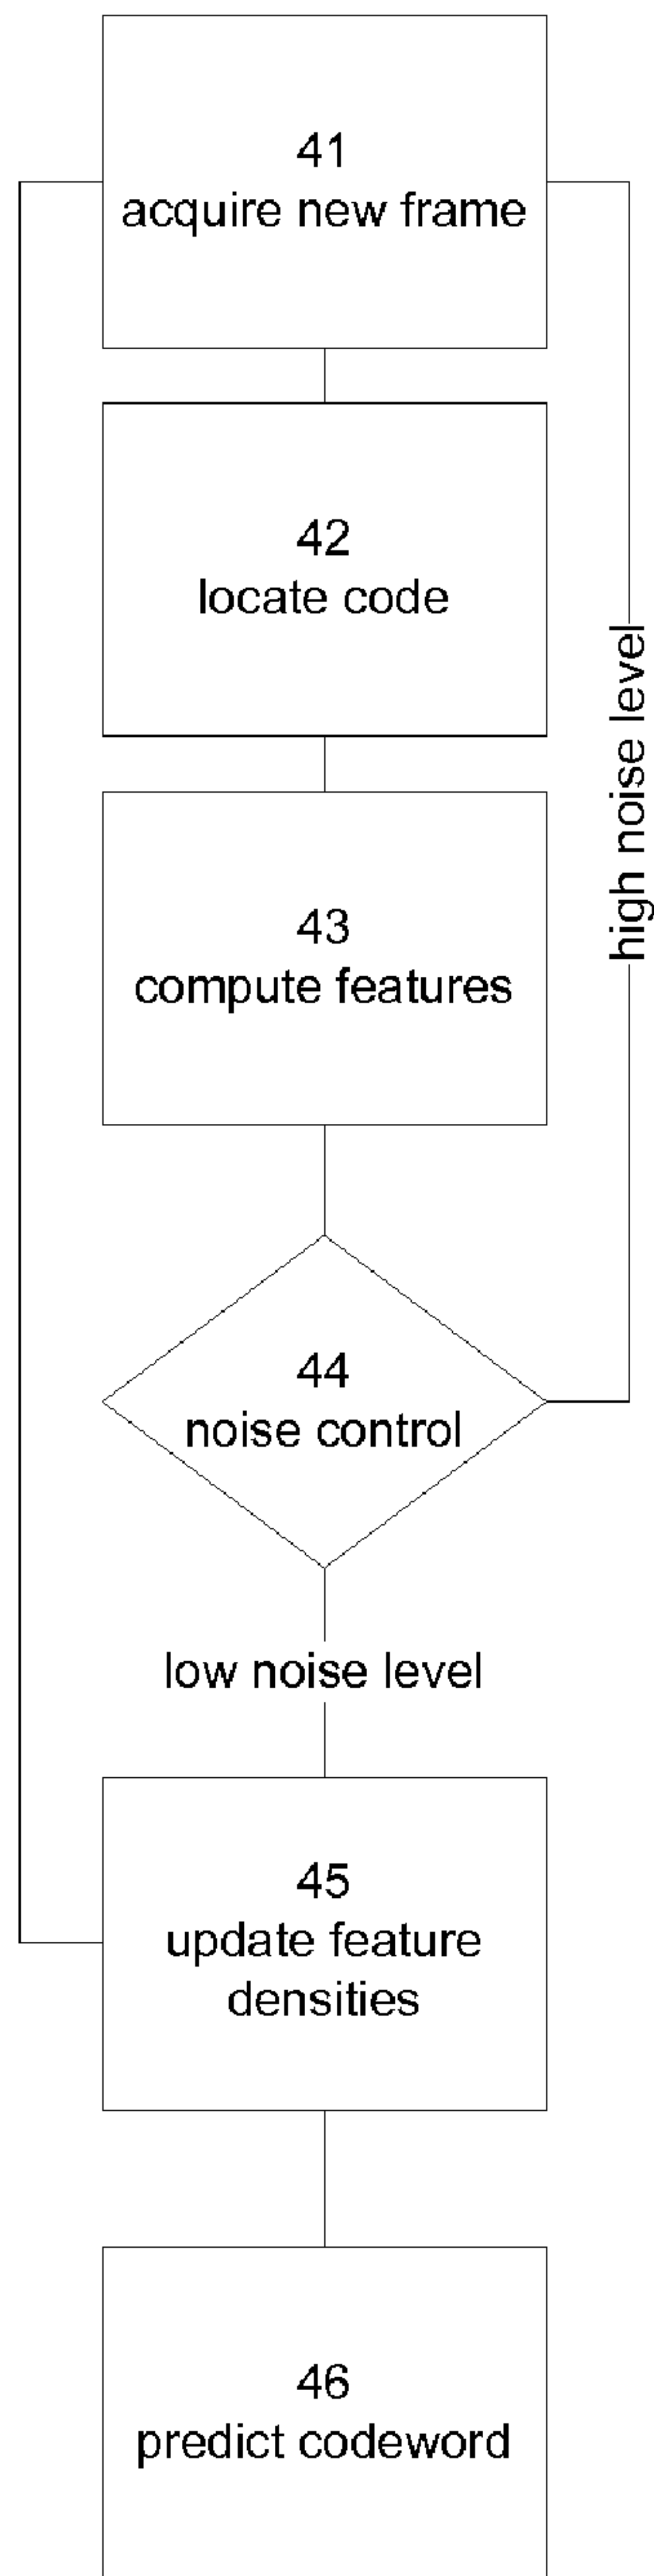 41
acquire new frame
42
locate code
high noise level
43
compute features
44
noise control
low noise level
45
update feature
densities
46
predict codeword